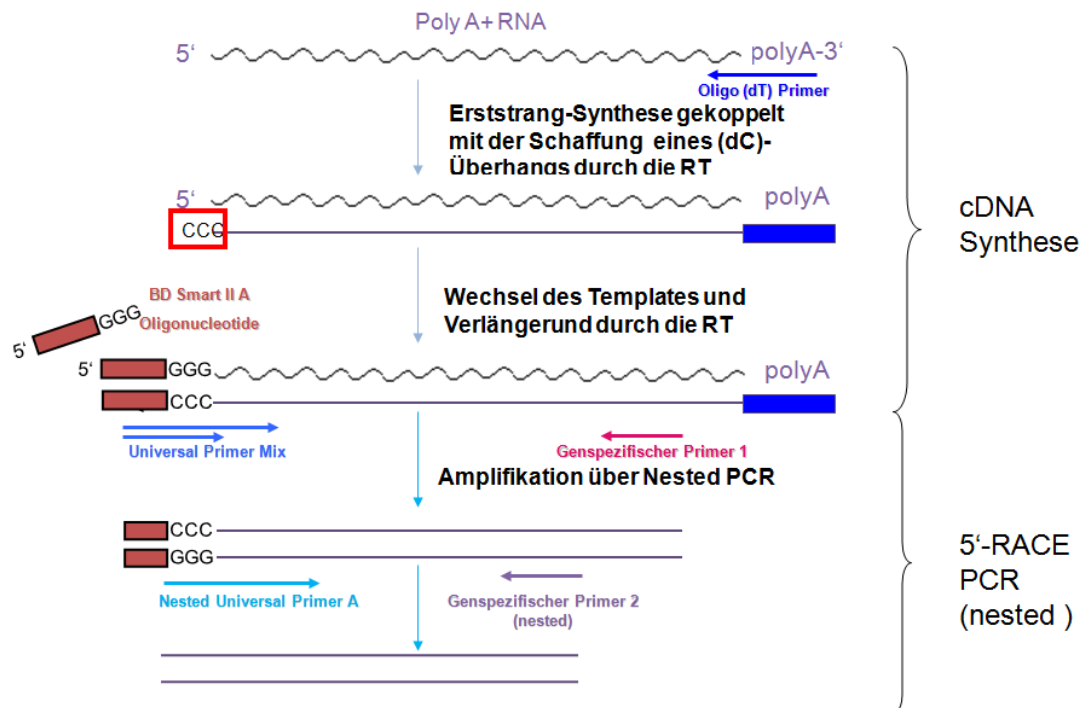 Poly A+ RNA
5‘
polyA-3‘
Oligo (dT) Primer
Erststrang-Synthese gekoppelt
mit der Schaffung eines (dC)-
Überhangs durch die RT
5‘
polyA
CCC
cDNA
Synthese
BD Smart II A
Oligonucleotide
5‘
GGG
Wechsel des Templates und
Verlängerund durch die RT
5‘
GGG
polyA
CCC
Universal Primer Mix
Genspezifischer Primer 1
Amplifikation über Nested PCR
CCC
GGG
5‘-RACE
PCR
(nested )
Nested Universal Primer A
Genspezifischer Primer 2
(nested)